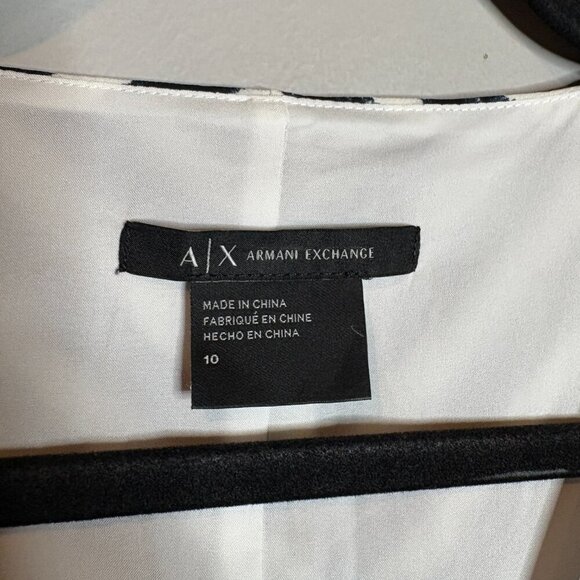 A|X ARMANI EXCHANGE
MADE IN CHINA
FABRIQUÉ EN CHINE
HECHO EN CHINA
10